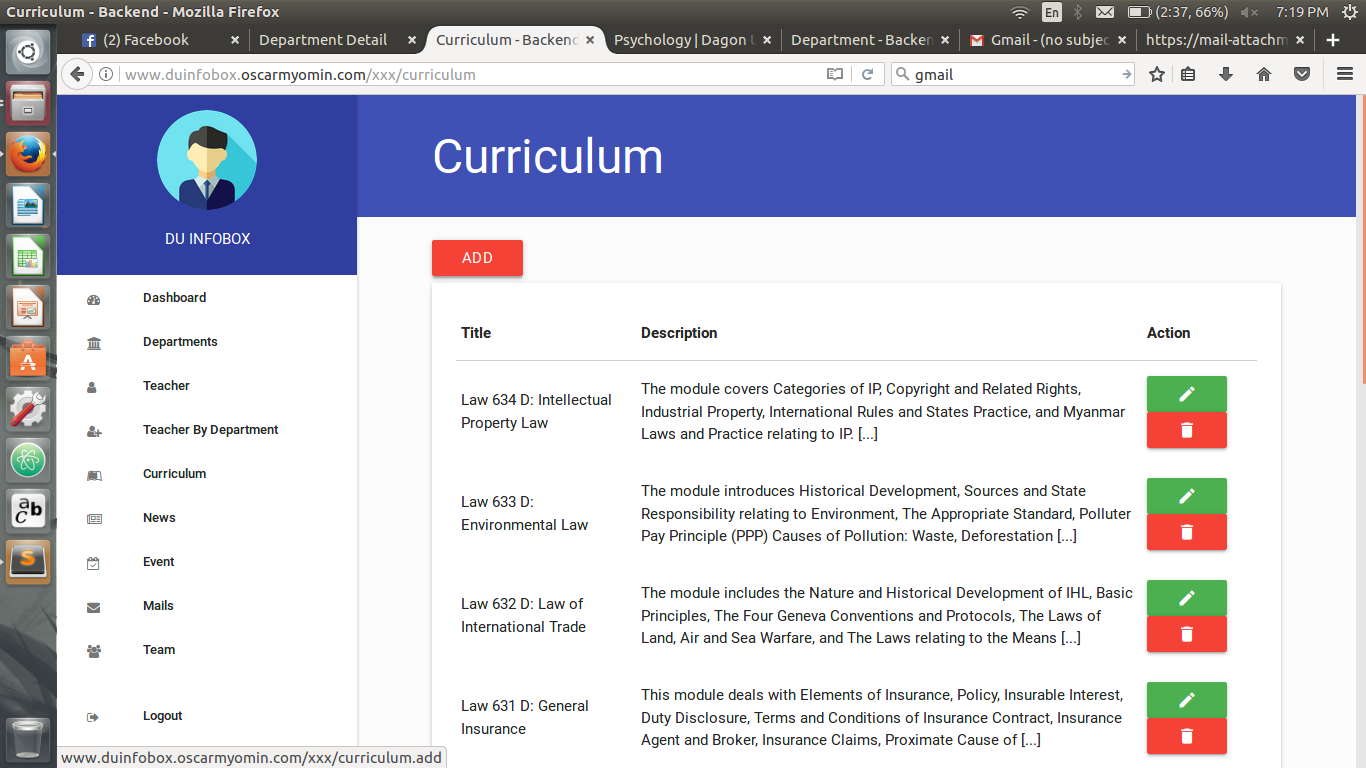 Curriculum - Backend - Mozilla Firefox
En
(2:37, 66%)
7:19 PM
(2) Facebook
Department Detail
Curriculum - Backend
Psychology | Dagon U
Department - Backen
Gmail - (no subjec
https://mail-attachm
www.duinfobox.oscarmyomin.com/xxx/curriculum
gmail
DU INFOBOX
Dashboard
Departments
Teacher
Teacher By Department
Curriculum
News
Event
Mails
Team
Logout
Curriculum
ADD
Title
Description
Action
Law 634 D: Intellectual
Property Law
The module covers Categories of IP, Copyright and Related Rights,
Industrial Property, International Rules and States Practice, and Myanmar
Laws and Practice relating to IP. [...]
Law 633 D:
Environmental Law
The module introduces Historical Development, Sources and State
Responsibility relating to Environment, The Appropriate Standard, Polluter
Pay Principle (PPP) Causes of Pollution: Waste, Deforestation [...]
Law 632 D: Law of
International Trade
The module includes the Nature and Historical Development of IHL, Basic
Principles, The Four Geneva Conventions and Protocols, The Laws of
Land, Air and Sea Warfare, and The Laws relating to the Means [...]
Law 631 D: General
Insurance
This module deals with Elements of Insurance, Policy, Insurable Interest,
Duty Disclosure, Terms and Conditions of Insurance Contract, Insurance
Agent and Broker, Insurance Claims, Proximate Cause of [...]
www.duinfobox.oscarmyomin.com/xxx/curriculum.add